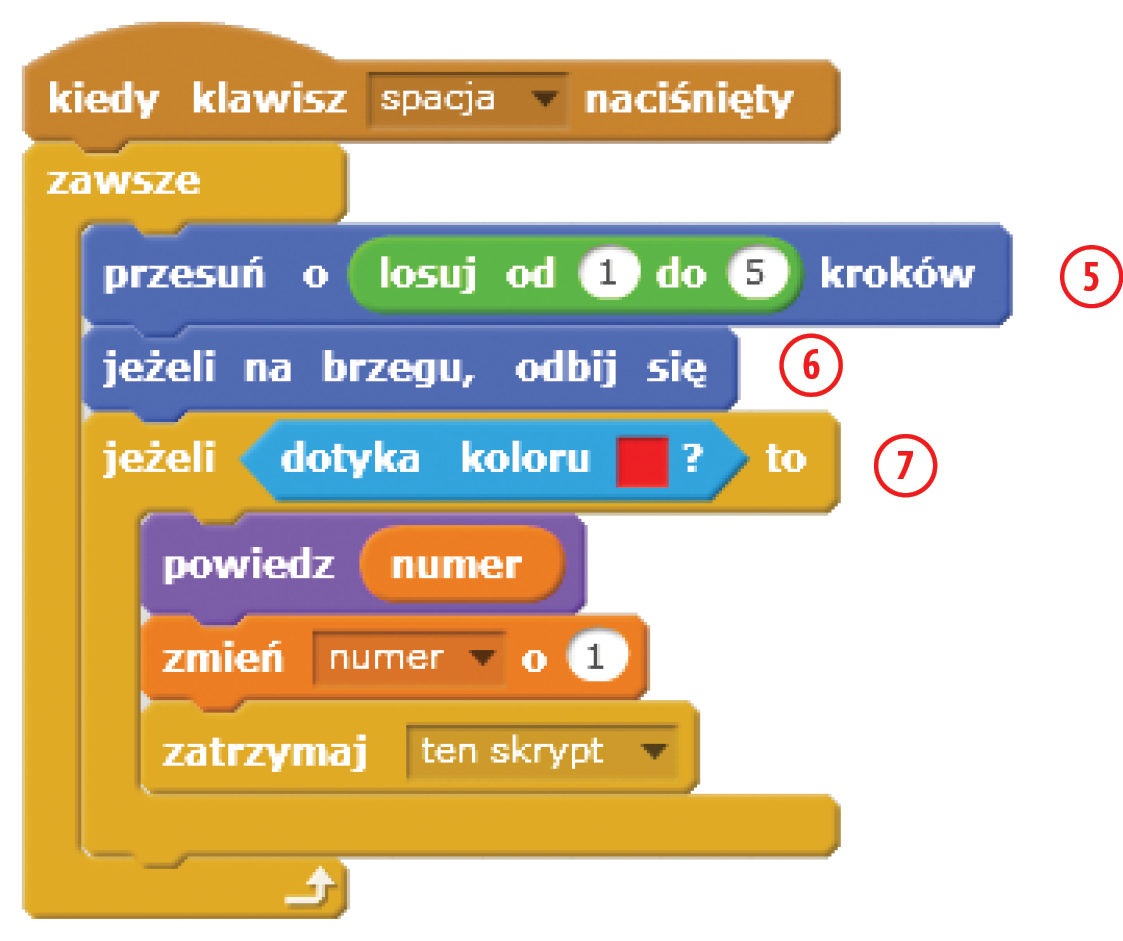 kiedy klawisz spacja naciśnięty
zawsze
przesuń o losuj od 1 do 5 kroków 5
jeżeli na brzegu, odbij się 6
jeżeli dotyka koloru ? to 7
powiedz numer
zmień numer o 1
zatrzymaj ten skrypt